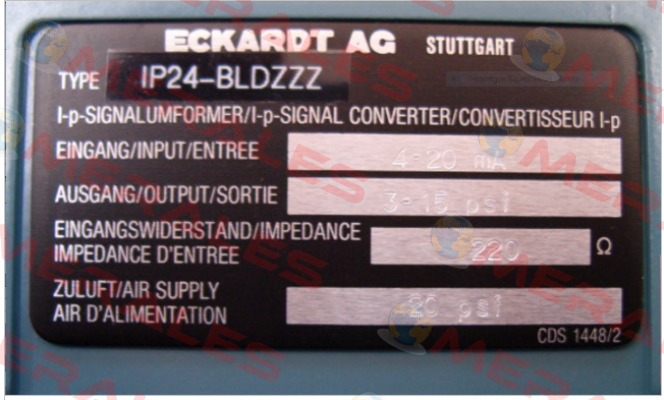 ECKARDT AG STUTTGART
TYPE IP24-BLDZZZ
I-p-SIGNALUMFORMER/I-p-SIGNAL CONVERTER/CONVERTISSEUR I-p
EINGANG/INPUT/ENTREE 4-20 mA
AUSGANG/OUTPUT/SORTIE 3-15 psi
EINGANGSWIDERSTAND/IMPEDANCE
IMPEDANCE D'ENTREE 220 Ω
ZULUFT/AIR SUPPLY
AIR D'ALIMENTATION 20 psi
CDS 1448/2